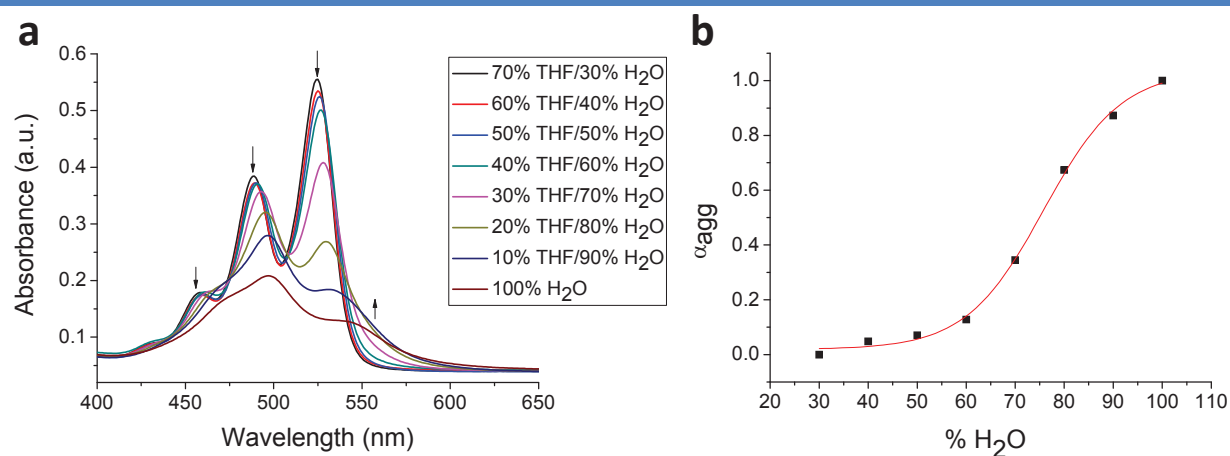 a
Absorbance (a.u.)
0.6
0.5
0.4
0.3
0.2
0.1
400
450
500
550
600
650
Wavelength (nm)
70% THF/30% H2O
60% THF/40% H2O
50% THF/50% H2O
40% THF/60% H2O
30% THF/70% H2O
20% THF/80% H2O
10% THF/90% H2O
100% H2O
b
αagg
1.0
0.8
0.6
0.4
0.2
0.0
20
30
40
50
60
70
80
90
100
110
% H2O